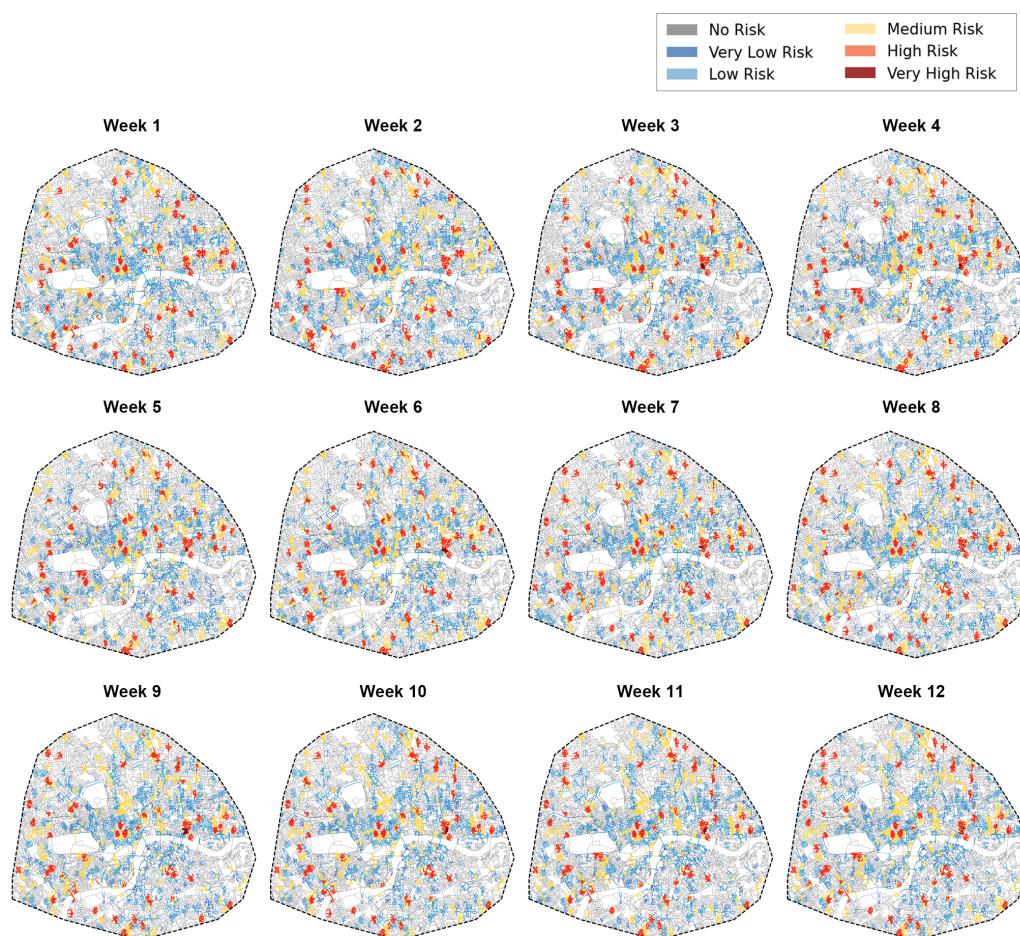 No Risk
Very Low Risk
Low Risk
Medium Risk
High Risk
Very High Risk
Week 1
Week 2
Week 3
Week 4
Week 5
Week 6
Week 7
Week 8
Week 9
Week 10
Week 11
Week 12